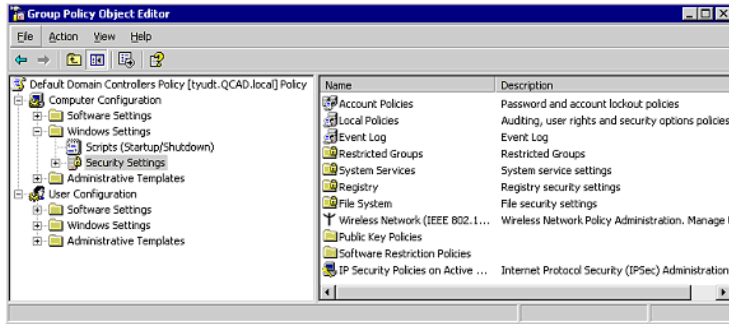 Group Policy Object Editor
File Action View Help
Default Domain Controllers Policy [tyudt.QCAD.local] Policy
Computer Configuration
Software Settings
Windows Settings
Scripts (Startup/Shutdown)
Security Settings
Administrative Templates
User Configuration
Software Settings
Windows Settings
Administrative Templates
Name Description
Account Policies Password and account lockout policies
Local Policies Auditing, user rights and security options policies
Event Log Event Log
Restricted Groups Restricted Groups
System Services System service settings
Registry Registry security settings
File System File security settings
Wireless Network (IEEE 802.1... Wireless Network Policy Administration. Manage
Public Key Policies
Software Restriction Policies
IP Security Policies on Active ... Internet Protocol Security (IPSec) Administration